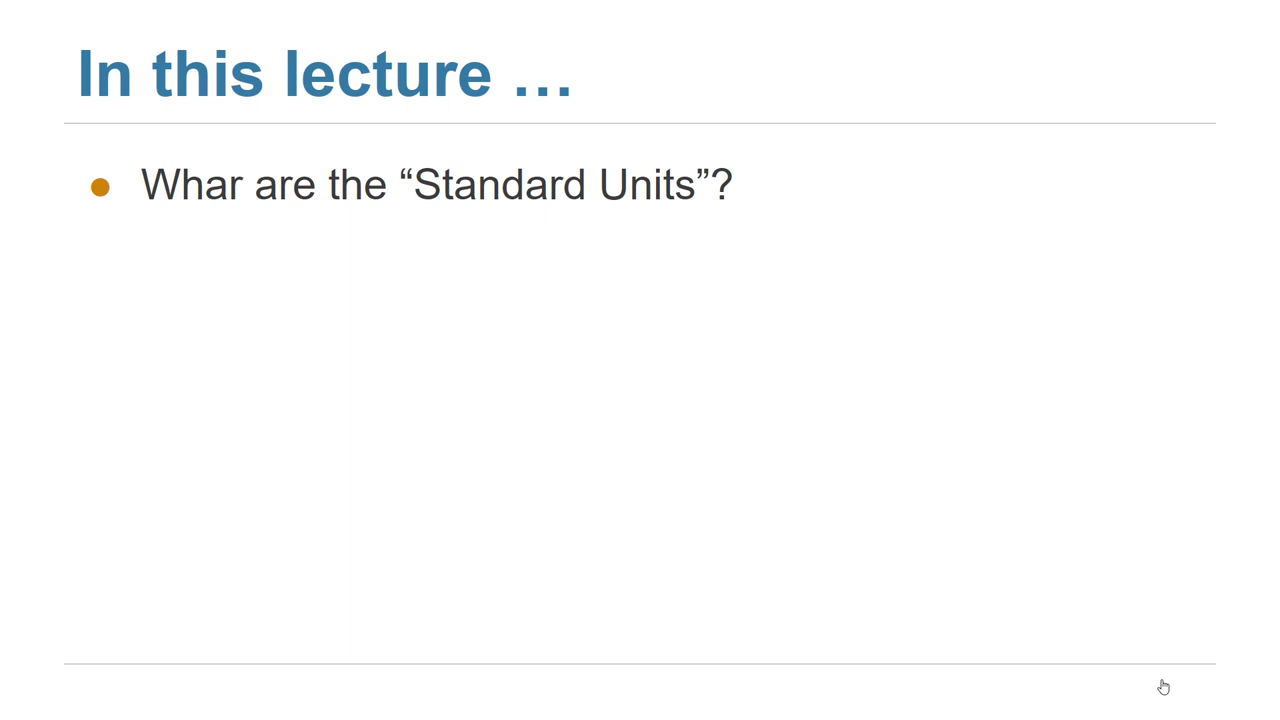 In this lecture …
● Whar are the “Standard Units”?